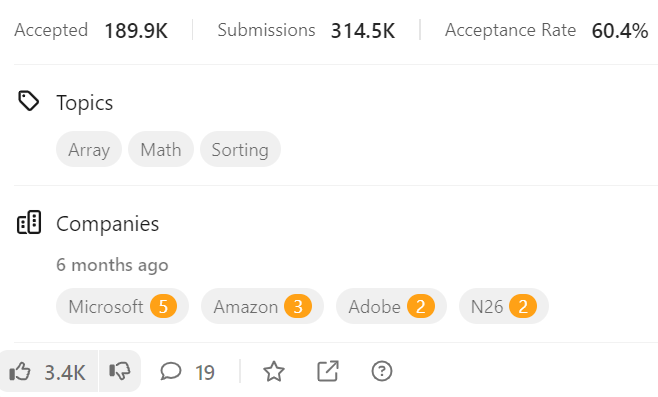 Accepted 189.9K Submissions 314.5K Acceptance Rate 60.4%
Topics
Array Math Sorting
Companies
6 months ago
Microsoft 5 Amazon 3 Adobe 2 N26 2
3.4K 19